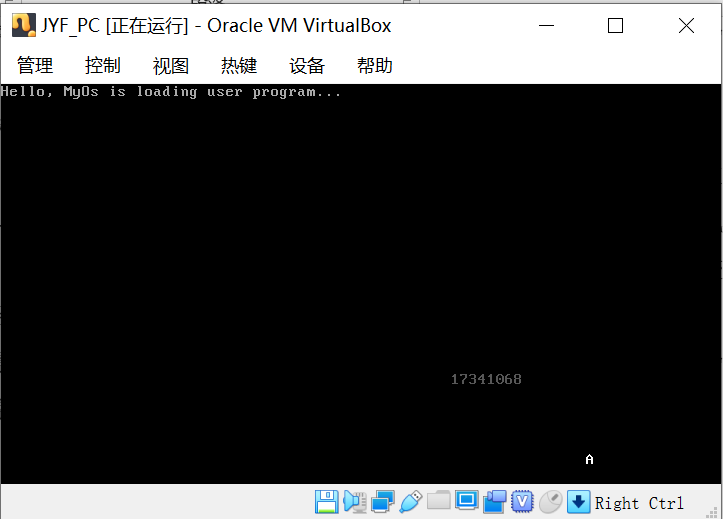 JYF_PC [正在运行] - Oracle VM VirtualBox
管理 控制 视图 热键 设备 帮助
Hello, MyOs is loading user program...
17341068
A
Right Ctrl